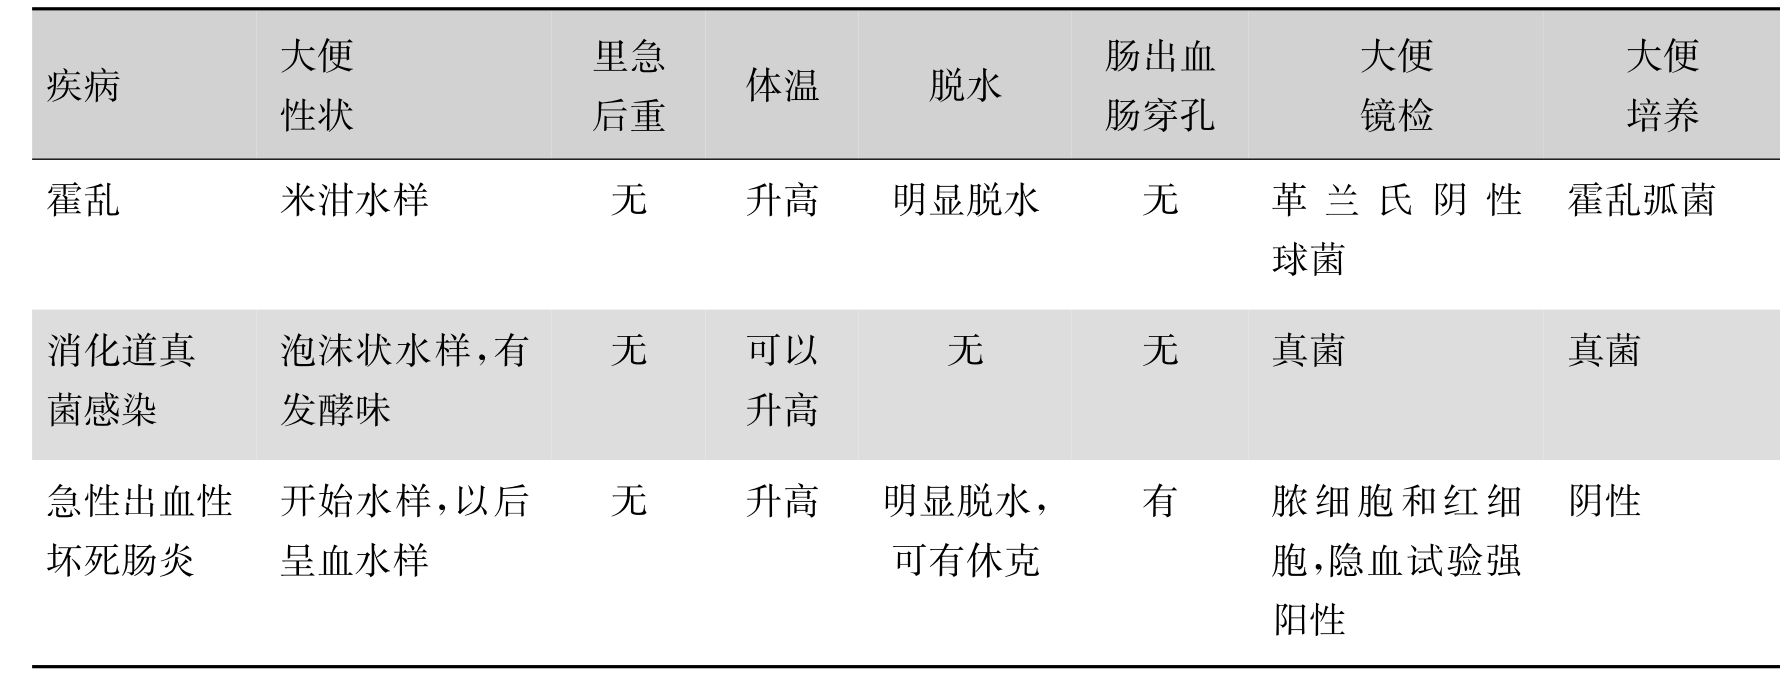 疾病 大便 里急 体温 脱水 肠出血 大便 大便
性状 后重 肠穿孔 镜检 培养
霍乱 米泔水样 无 升高 明显脱水 无 革兰氏阴性 霍乱弧菌
球菌
消化道真 泡沫状水样,有 无 可以 无 无 真菌 真菌
菌感染 发酵味 升高
急性出血性 开始水样,以后 无 升高 明显脱水, 有 脓细胞和红细 阴性
坏死肠炎 呈血水样 可有休克 胞,隐血试验强
阳性